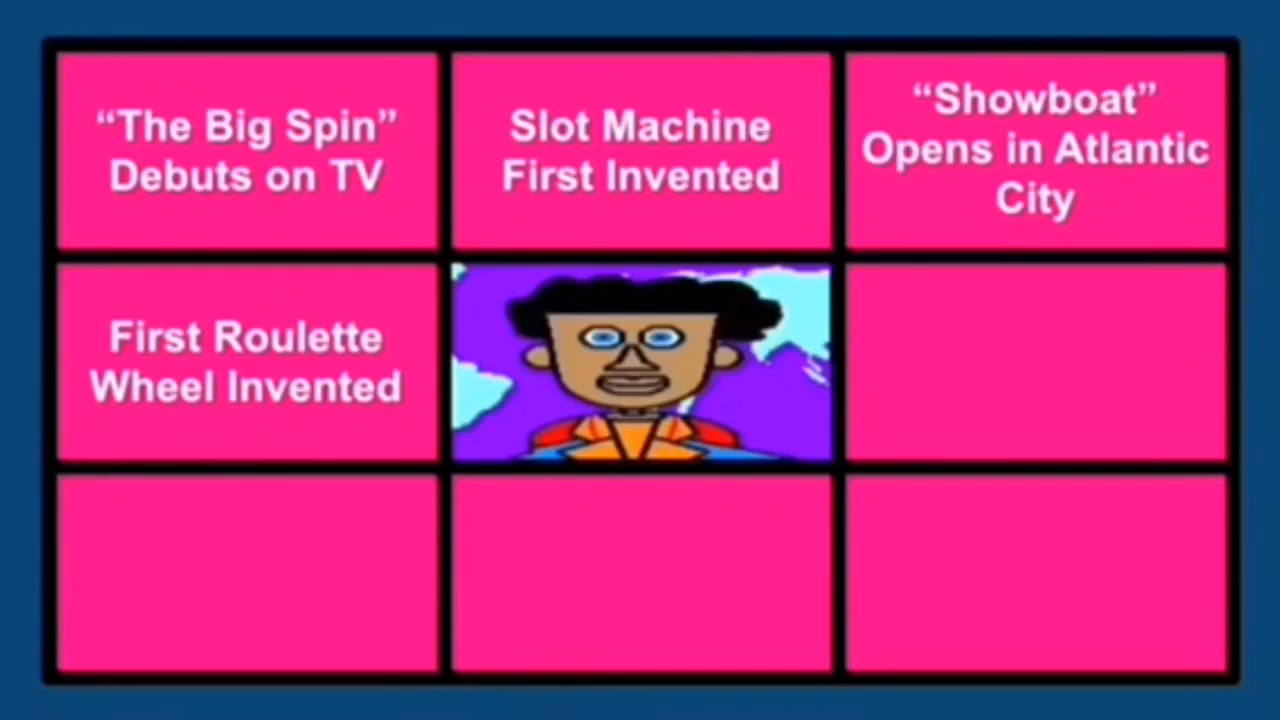 “The Big Spin”
Debuts on TV
Slot Machine
First Invented
“Showboat”
Opens in Atlantic
City
First Roulette
Wheel Invented